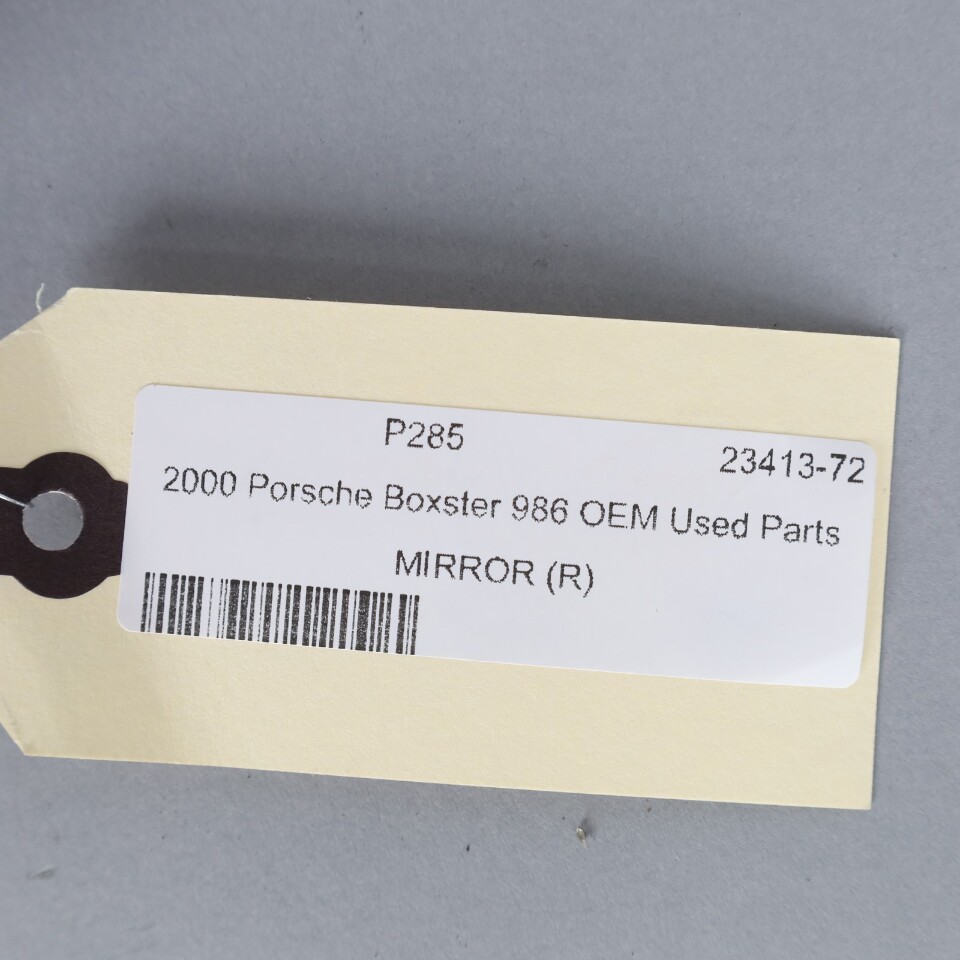 P285 23413-72
2000 Porsche Boxster 986 OEM Used Parts
MIRROR (R)